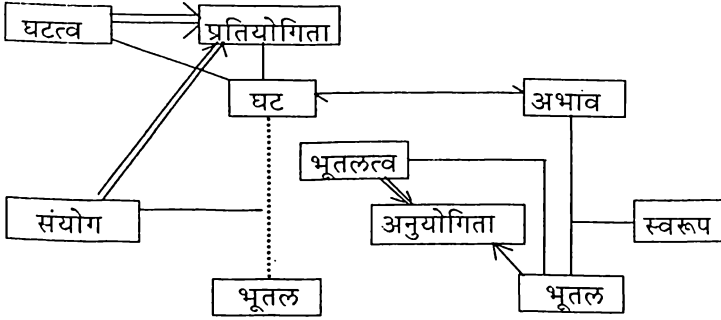 घटत्व
प्रतियोगिता
घट
अभाव
भूतलत्व
संयोग
अनुयोगिता
स्वरूप
भूतल
भूतल